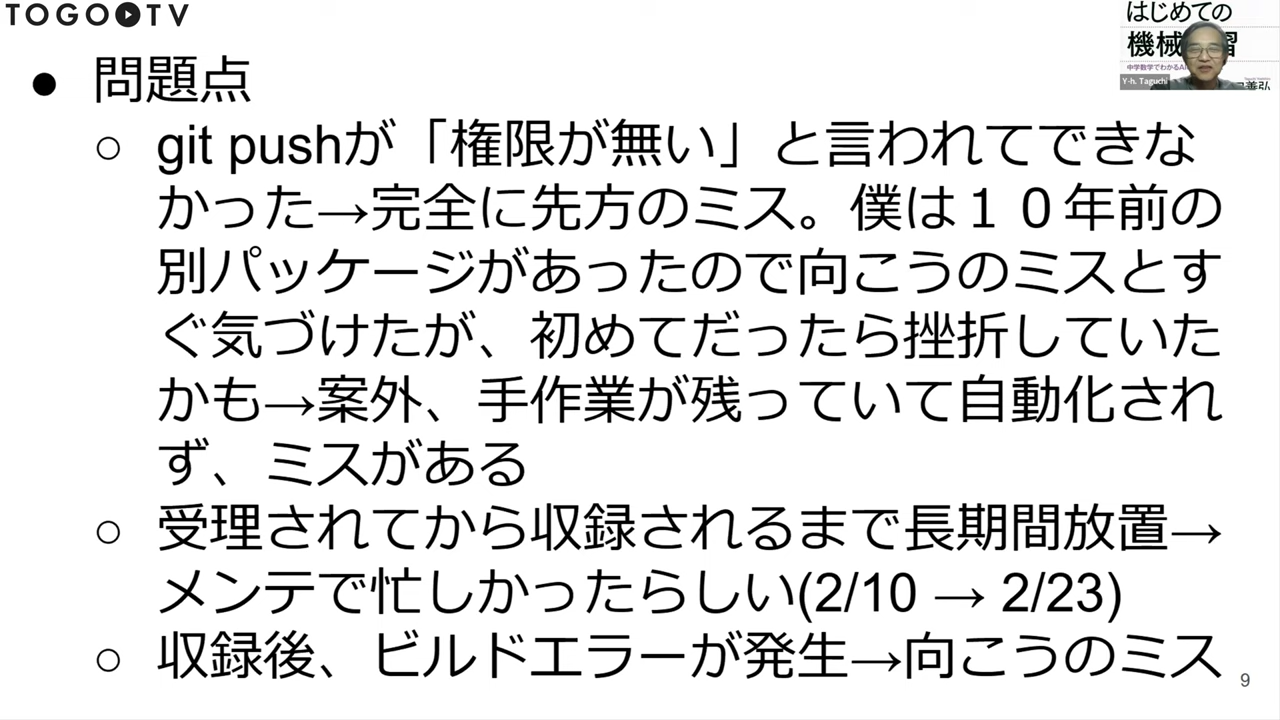 TOGO TV
はじめての
機械 習
中学数学でわかるAI
Y-h. Taguchi
善弘
● 問題点
○ git pushが「権限が無い」と言われてできな
かった→完全に先方のミス。僕は１０年前の
別パッケージがあったので向こうのミスとす
ぐ気づけたが、初めてだったら挫折していた
かも→案外、手作業が残っていて自動化され
ず、ミスがある
○ 受理されてから収録されるまで長期間放置→
メンテで忙しかったらしい(2/10 → 2/23)
○ 収録後、ビルドエラーが発生→向こうのミス
9